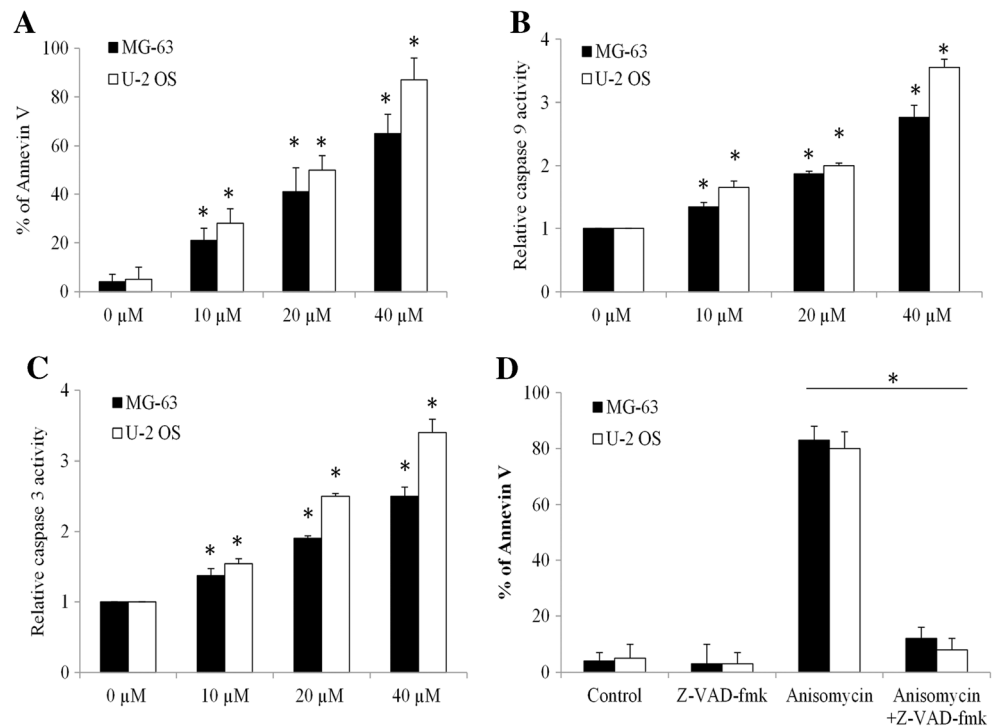 A
% of Annevin V
100
80
60
40
20
0
MG-63
U-2 OS
* * * * * *
0 µM 10 µM 20 µM 40 µM
B
Relative caspase 9 activity
4
3
2
1
0
MG-63
U-2 OS
* * * * * *
0 µM 10 µM 20 µM 40 µM
C
Relative caspase 3 activity
4
3
2
1
0
MG-63
U-2 OS
* * * * * *
0 µM 10 µM 20 µM 40 µM
D
% of Annevin V
100
80
60
40
20
0
MG-63
U-2 OS
*
Control Z-VAD-fmk Anisomycin Anisomycin
+Z-VAD-fmk